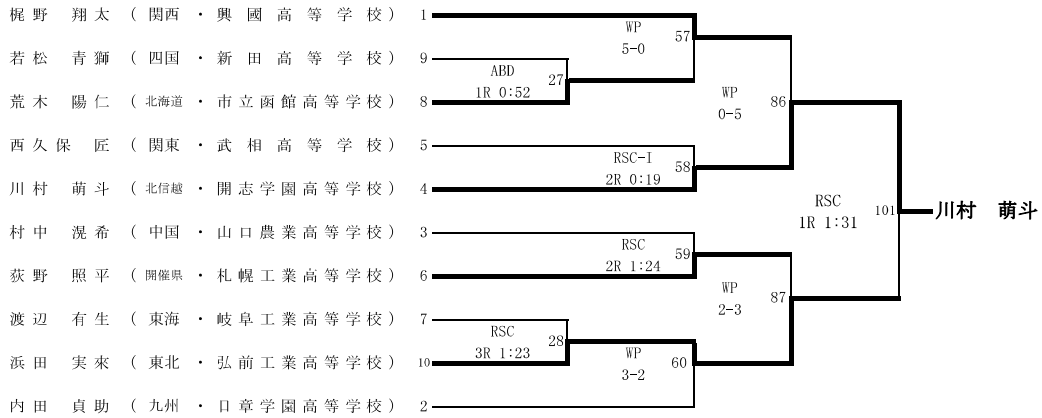 梶野 翔太 ( 関西 ・ 興國高等学校 ) 1
WP
5-0
57
若松 青獅 ( 四国 ・ 新田高等学校 ) 9
ABD
1R 0:52
27
荒木 陽仁 ( 北海道 ・ 市立函館高等学校 ) 8
WP
0-5
86
西久保 匠 ( 関東 ・ 武相高等学校 ) 5
RSC-I
2R 0:19
58
川村 萌斗 ( 北信越 ・ 開志学園高等学校 ) 4
RSC
1R 1:31
101
川村 萌斗
村中 滉希 ( 中国 ・ 山口農業高等学校 ) 3
RSC
2R 1:24
59
荻野 照平 ( 開催県 ・ 札幌工業高等学校 ) 6
WP
2-3
87
渡辺 有生 ( 東海 ・ 岐阜工業高等学校 ) 7
RSC
3R 1:23
28
浜田 実來 ( 東北 ・ 弘前工業高等学校 ) 10
WP
3-2
60
内田 貞助 ( 九州 ・ 口章学園高等学校 ) 2